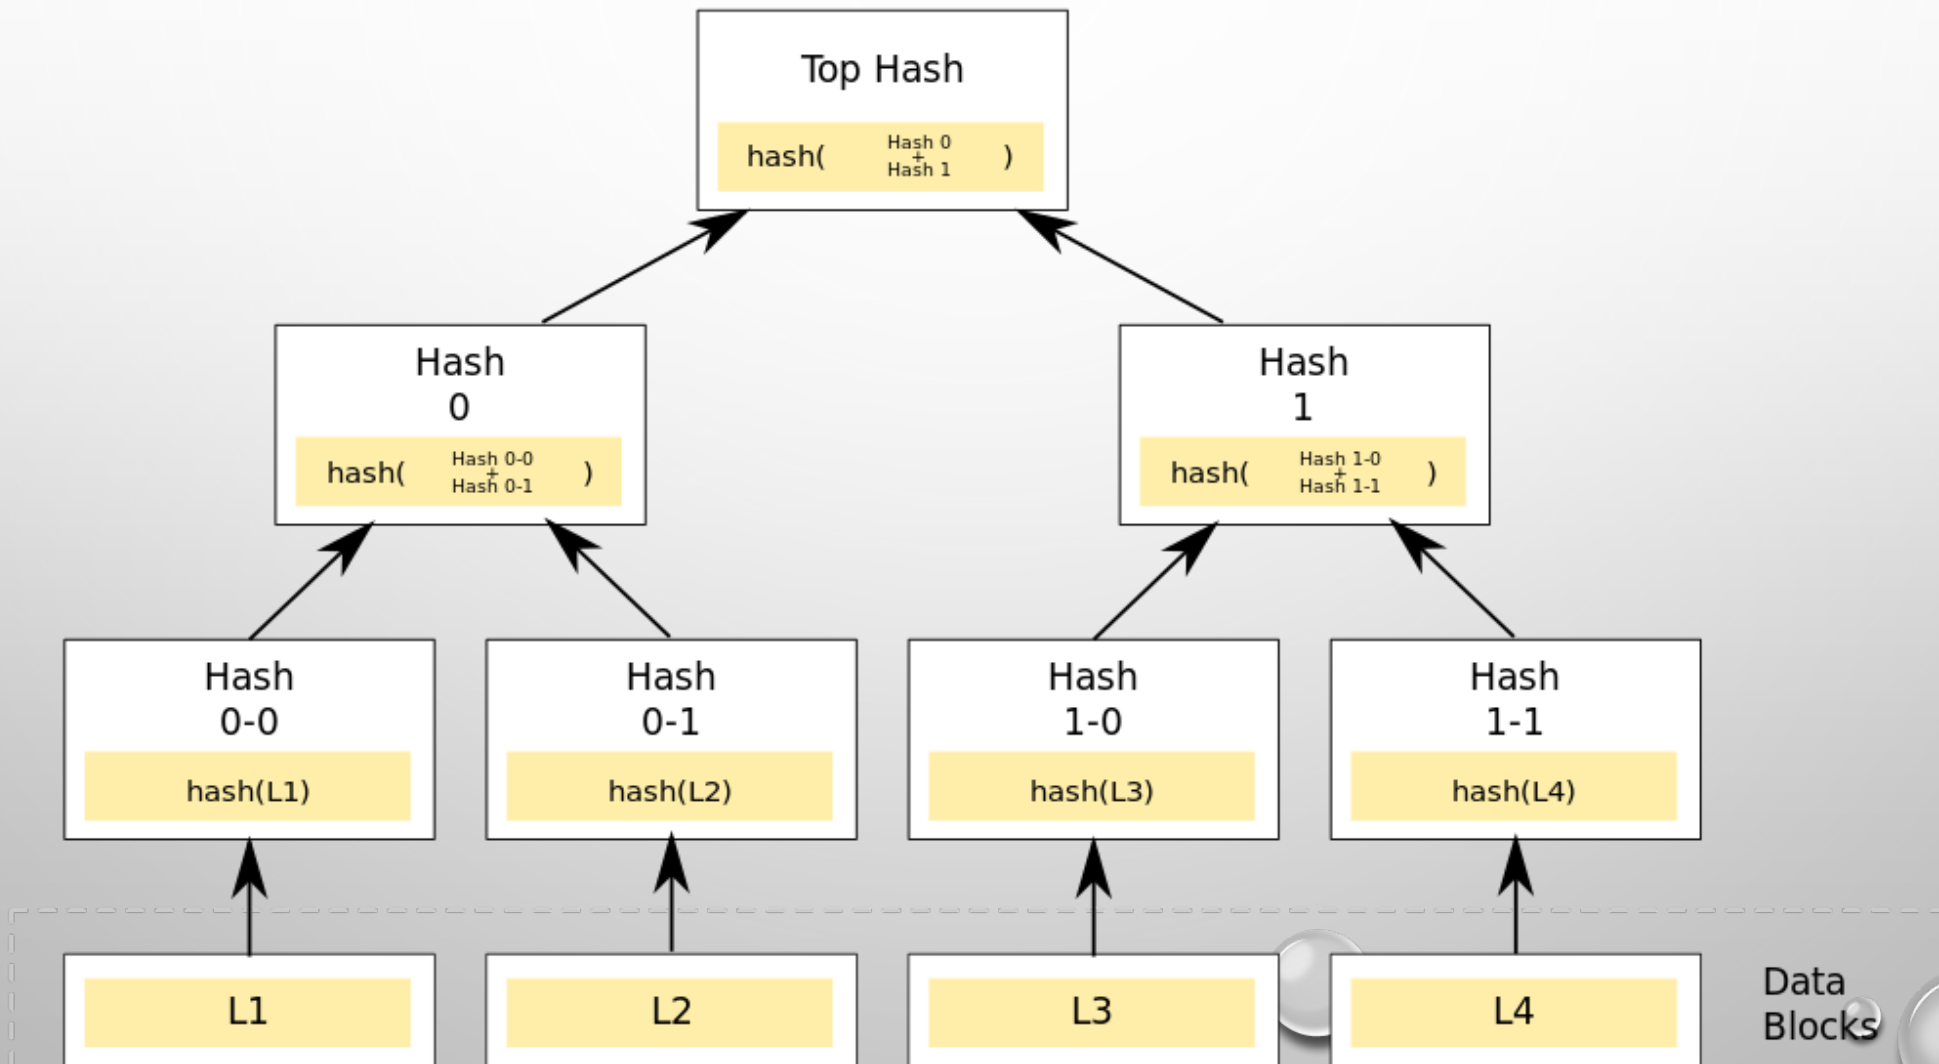 Top Hash
hash( Hash 0 + Hash 1 )
Hash
0
hash( Hash 0-0 + Hash 0-1 )
Hash
1
hash( Hash 1-0 + Hash 1-1 )
Hash
0-0
hash(L1)
Hash
0-1
hash(L2)
Hash
1-0
hash(L3)
Hash
1-1
hash(L4)
L1
L2
L3
L4
Data
Blocks